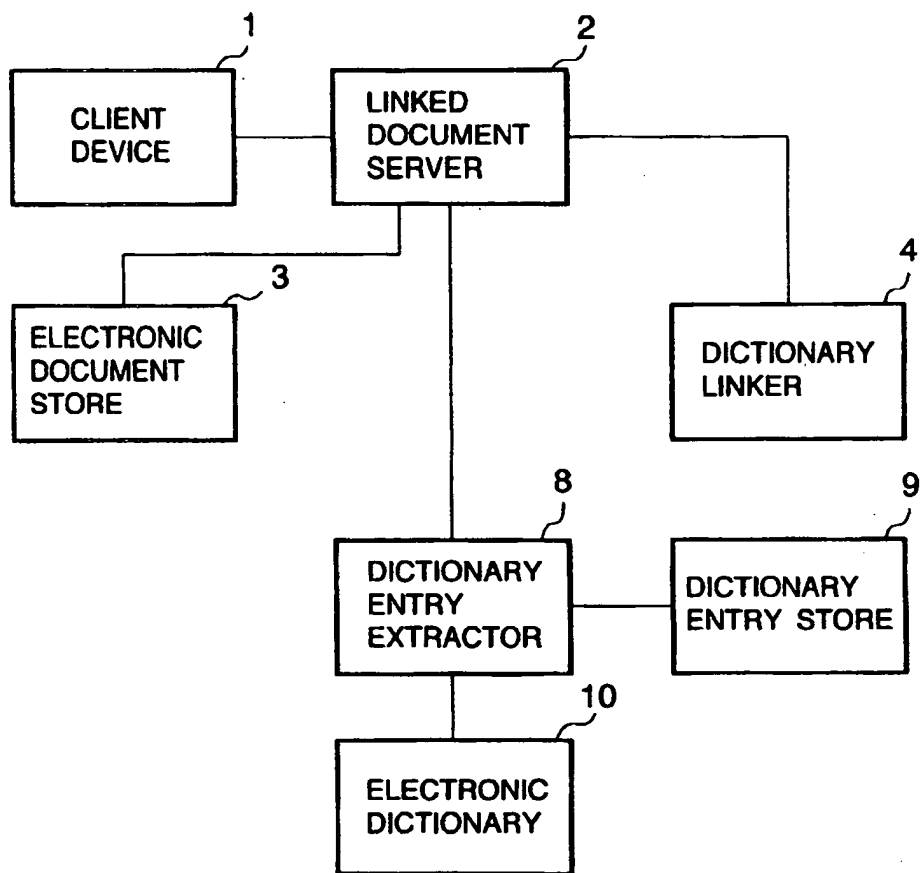 1
CLIENT
DEVICE
2
LINKED
DOCUMENT
SERVER
3
ELECTRONIC
DOCUMENT
STORE
4
DICTIONARY
LINKER
8
DICTIONARY
ENTRY
EXTRACTOR
9
DICTIONARY
ENTRY STORE
10
ELECTRONIC
DICTIONARY